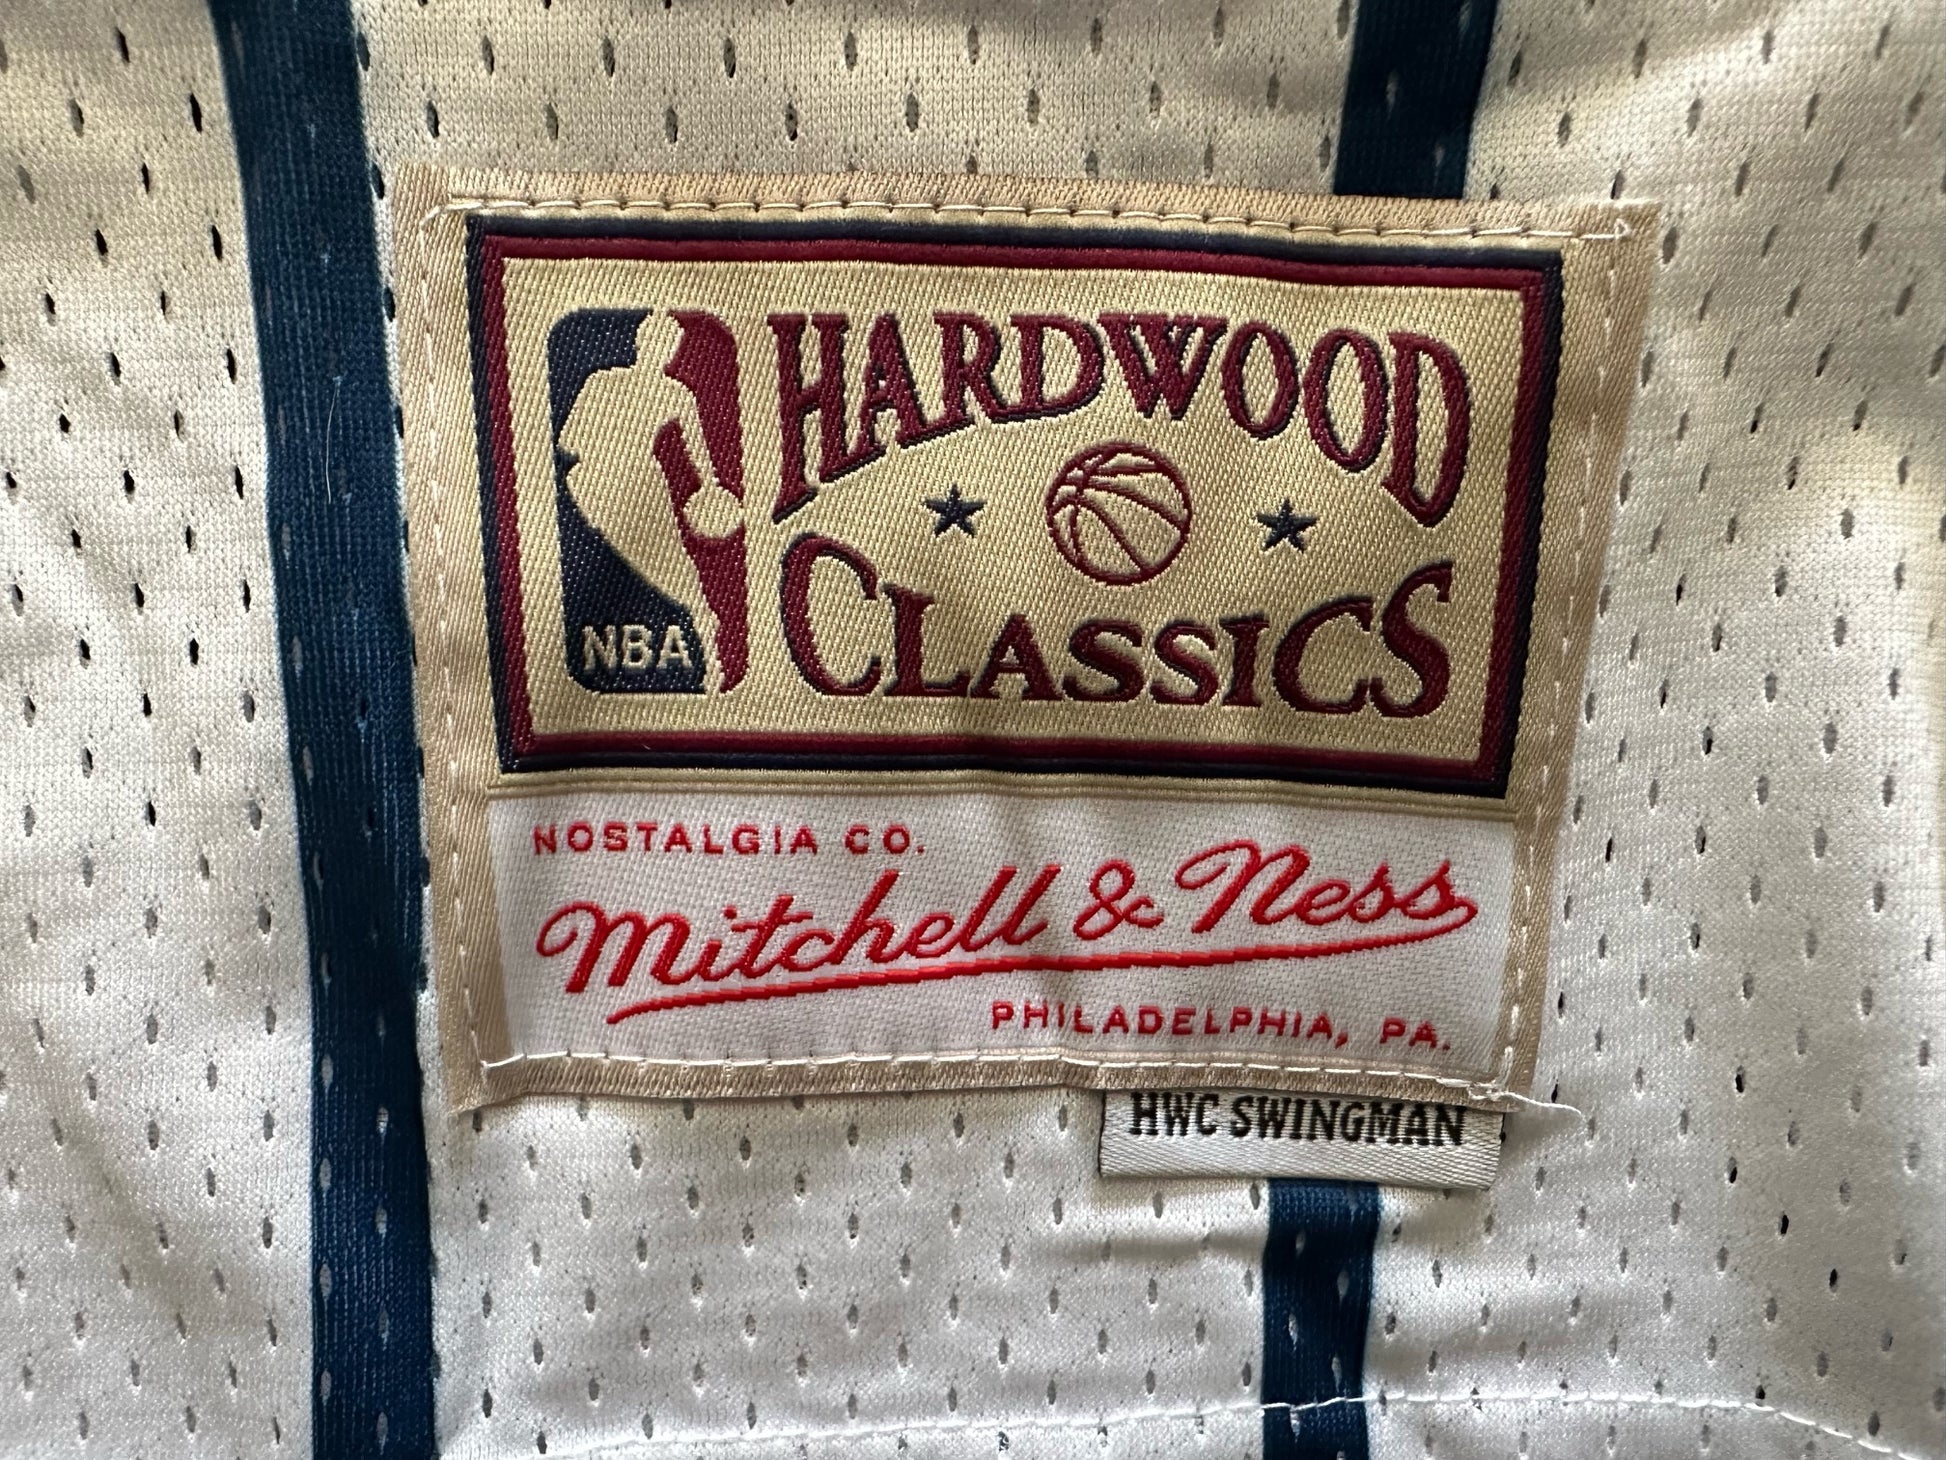 HARDWOOD
CLASSICS
NBA
NOSTALGIA CO.
Mitchell & Ness
PHILADELPHIA, PA.
HWC SWINGMAN